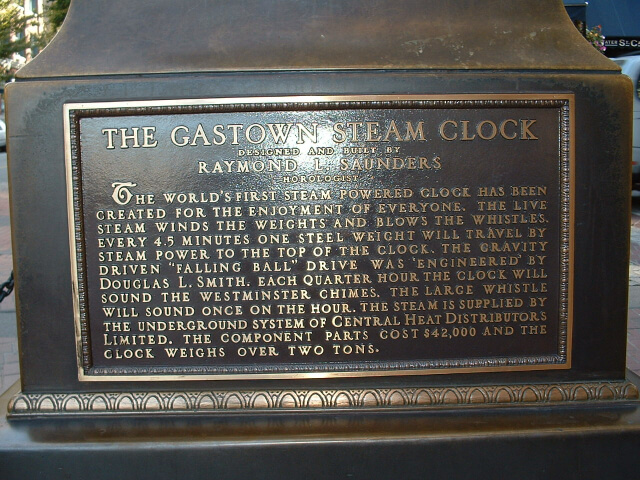 THE GASTOWN STEAM CLOCK
DESIGNED AND BUILT BY
RAYMOND L. SAUNDERS
HOROLOGIST
THE WORLD'S FIRST STEAM POWERED CLOCK HAS BEEN
CREATED FOR THE ENJOYMENT OF EVERYONE. THE LIVE
STEAM WINDS THE WEIGHTS AND BLOWS THE WHISTLES.
EVERY 4.5 MINUTES ONE STEEL WEIGHT WILL TRAVEL BY
STEAM POWER TO THE TOP OF THE CLOCK. THE GRAVITY
DRIVEN "FALLING BALL" DRIVE WAS 'ENGINEERED' BY
DOUGLAS L. SMITH. EACH QUARTER HOUR THE CLOCK WILL
SOUND THE WESTMINSTER CHIMES. THE LARGE WHISTLE
WILL SOUND ONCE ON THE HOUR. THE STEAM IS SUPPLIED BY
THE UNDERGROUND SYSTEM OF CENTRAL HEAT DISTRIBUTORS
LIMITED. THE COMPONENT PARTS COST $42,000 AND THE
CLOCK WEIGHS OVER TWO TONS.